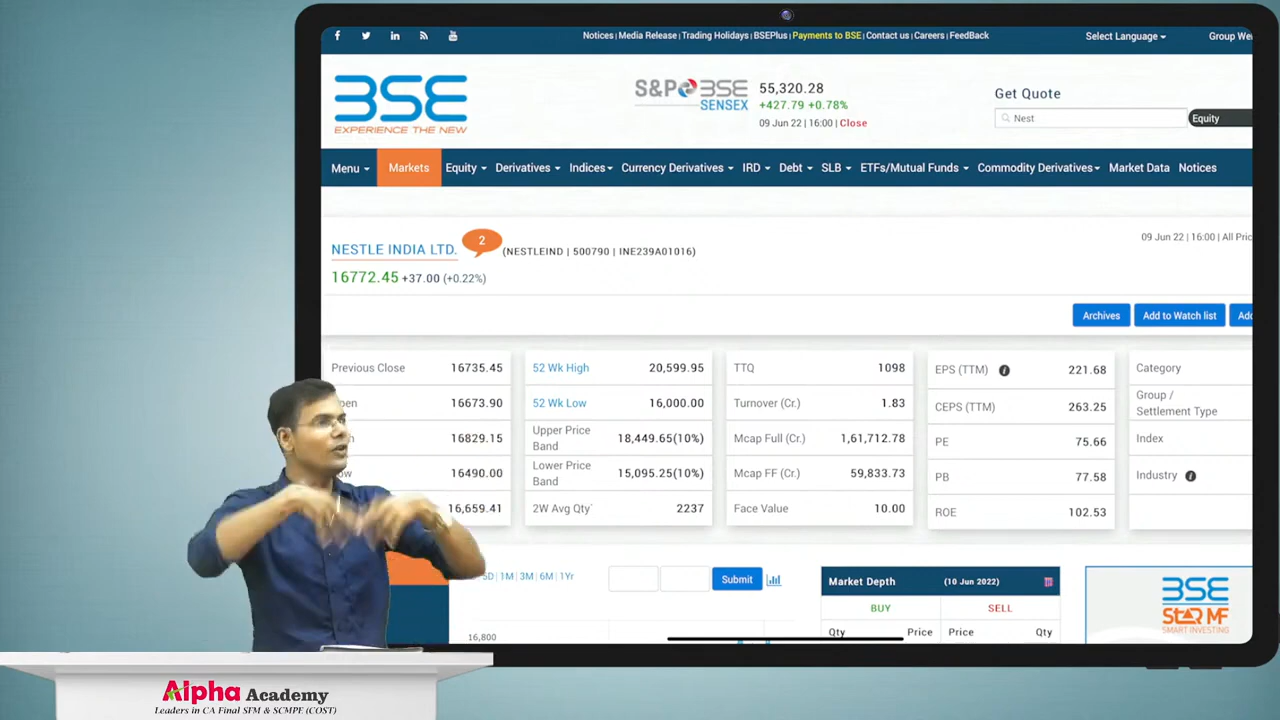 Notices | Media Release | Trading Holidays | BSEPlus | Payments to BSE | Contact us | Careers | FeedBack
Select Language
Group
BSE
EXPERIENCE THE NEW
S&P BSE
SENSEX
55,320.28
+427.79 +0.78%
09 Jun 22 | 16:00 | Close
Get Quote
Nest
Equity
Menu Markets Equity Derivatives Indices Currency Derivatives IRD Debt SLB ETFs/Mutual Funds Commodity Derivatives Market Data Notices
NESTLE INDIA LTD.
2
(NESTLEIND | 500790 | INE239A01016)
09 Jun 22 | 16:00 | All
16772.45 +37.00 (+0.22%)
Archives
Add to Watch list
Previous Close 16735.45
16673.90
16829.15
16490.00
16,659.41
52 Wk High 20,599.95
52 Wk Low 16,000.00
Upper Price
Band 18,449.65(10%)
Lower Price
Band 15,095.25(10%)
2W Avg Qty 2237
TTQ 1098
Turnover (Cr.) 1.83
Mcap Full (Cr.) 1,61,712.78
Mcap FF (Cr.) 59,833.73
Face Value 10.00
EPS (TTM) 221.68
CEPS (TTM) 263.25
PE 75.66
PB 77.58
ROE 102.53
Category
Group /
Settlement Type
Index
Industry
5D | 1M | 3M | 6M | 1Yr
Submit
16,800
Market Depth (10 Jun 2022)
BUY SELL
Qty Price Price Qty
BSE
STAR MF
SMART INVESTING
Alpha Academy
Leaders in CA Final SFM & SCMPE (COST)